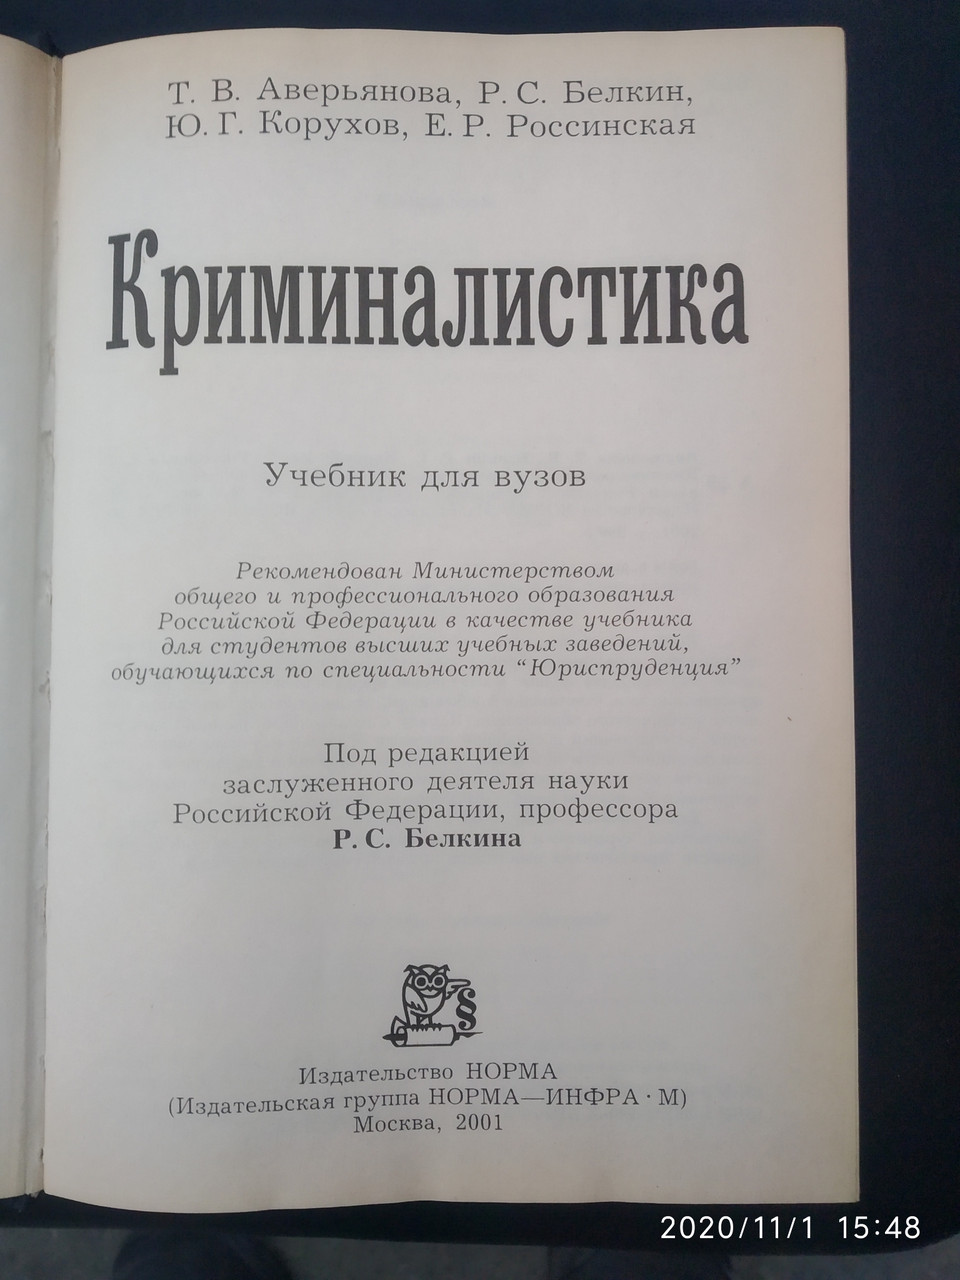 Т. В. Аверьянова, Р. С. Белкин,
Ю. Г. Корухов, Е. Р. Россинская
Криминалистика
Учебник для вузов
Рекомендован Министерством
общего и профессионального образования
Российской Федерации в качестве учебника
для студентов высших учебных заведений,
обучающихся по специальности “Юриспруденция”
Под редакцией
заслуженного деятеля науки
Российской Федерации, профессора
Р. С. Белкина
§
Издательство НОРМА
(Издательская группа НОРМА—ИНФРА · М)
Москва, 2001
2020/11/1 15:48